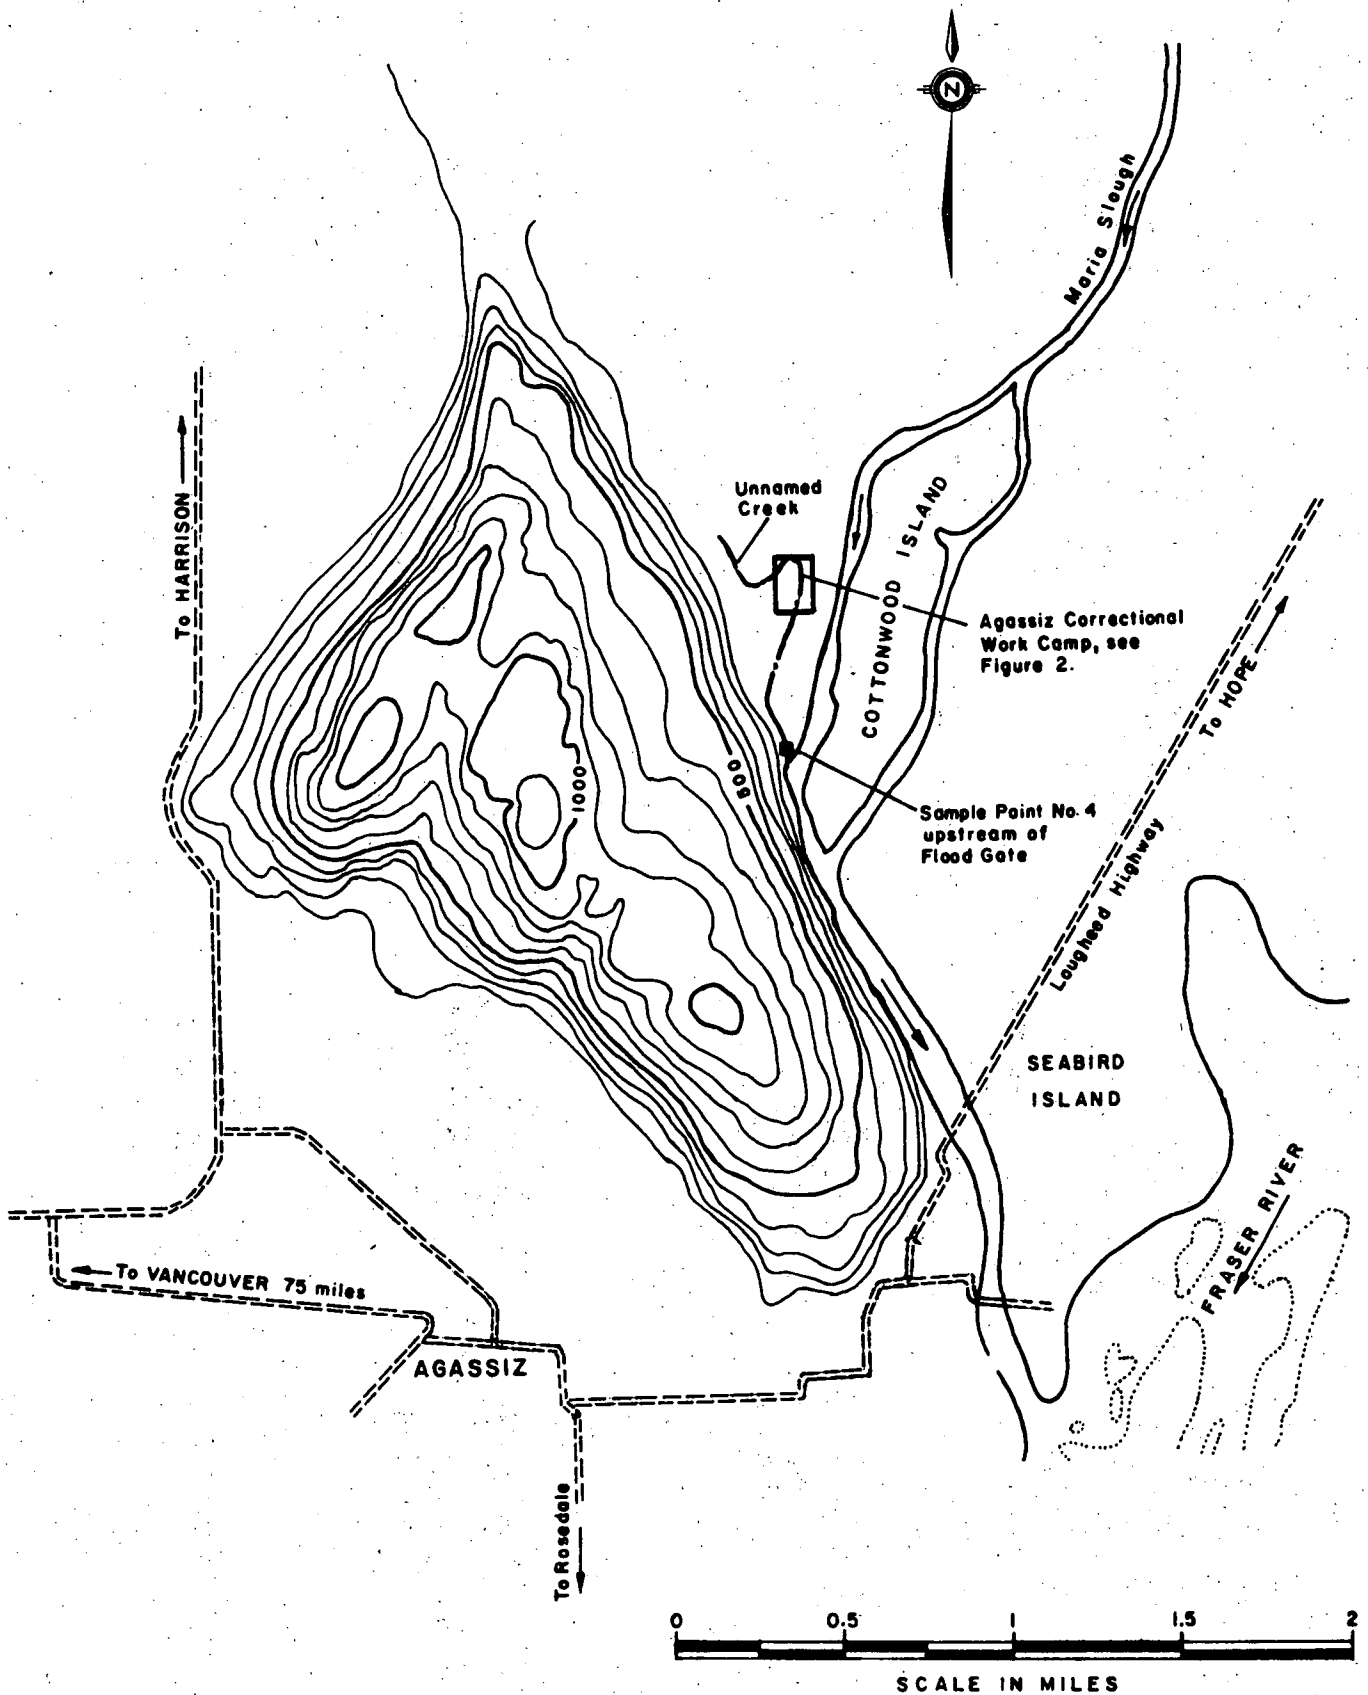 N
Maria Slough
To HARRISON
Unnamed
Creek
COTTONWOOD ISLAND
Agassiz Correctional
Work Camp, see
Figure 2.
To HOPE
500
1000
Sample Point No. 4
upstream of
Flood Gate
Lougheed Highway
SEABIRD
ISLAND
FRASER RIVER
To VANCOUVER 75 miles
AGASSIZ
To Rosedale
0 0.5 1 1.5 2
SCALE IN MILES